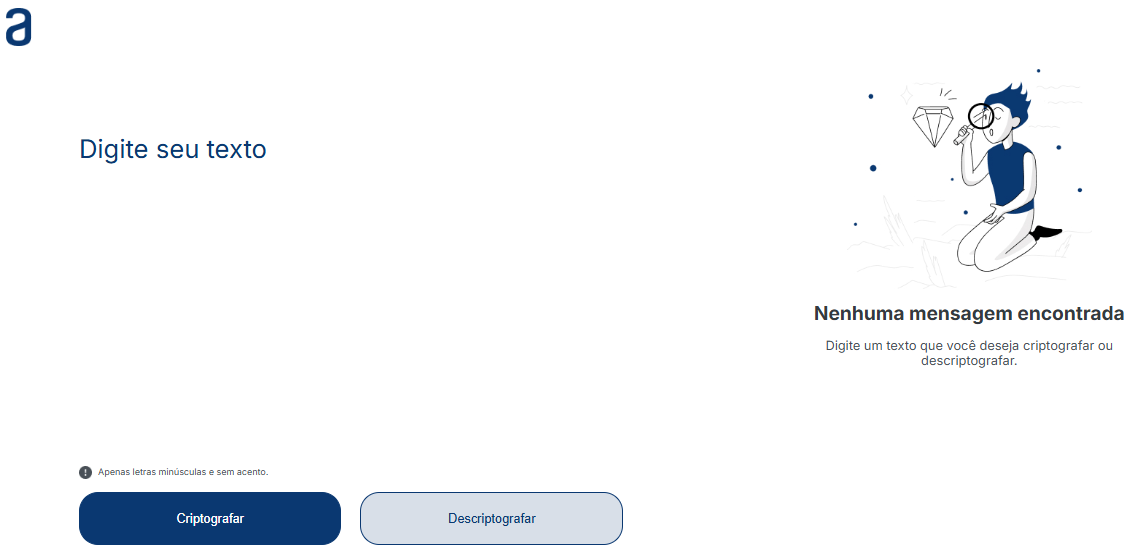 a
Digite seu texto
Nenhuma mensagem encontrada
Digite um texto que você deseja criptografar ou
descriptografar.
Apenas letras minúsculas e sem acento.
Criptografar
Descriptografar